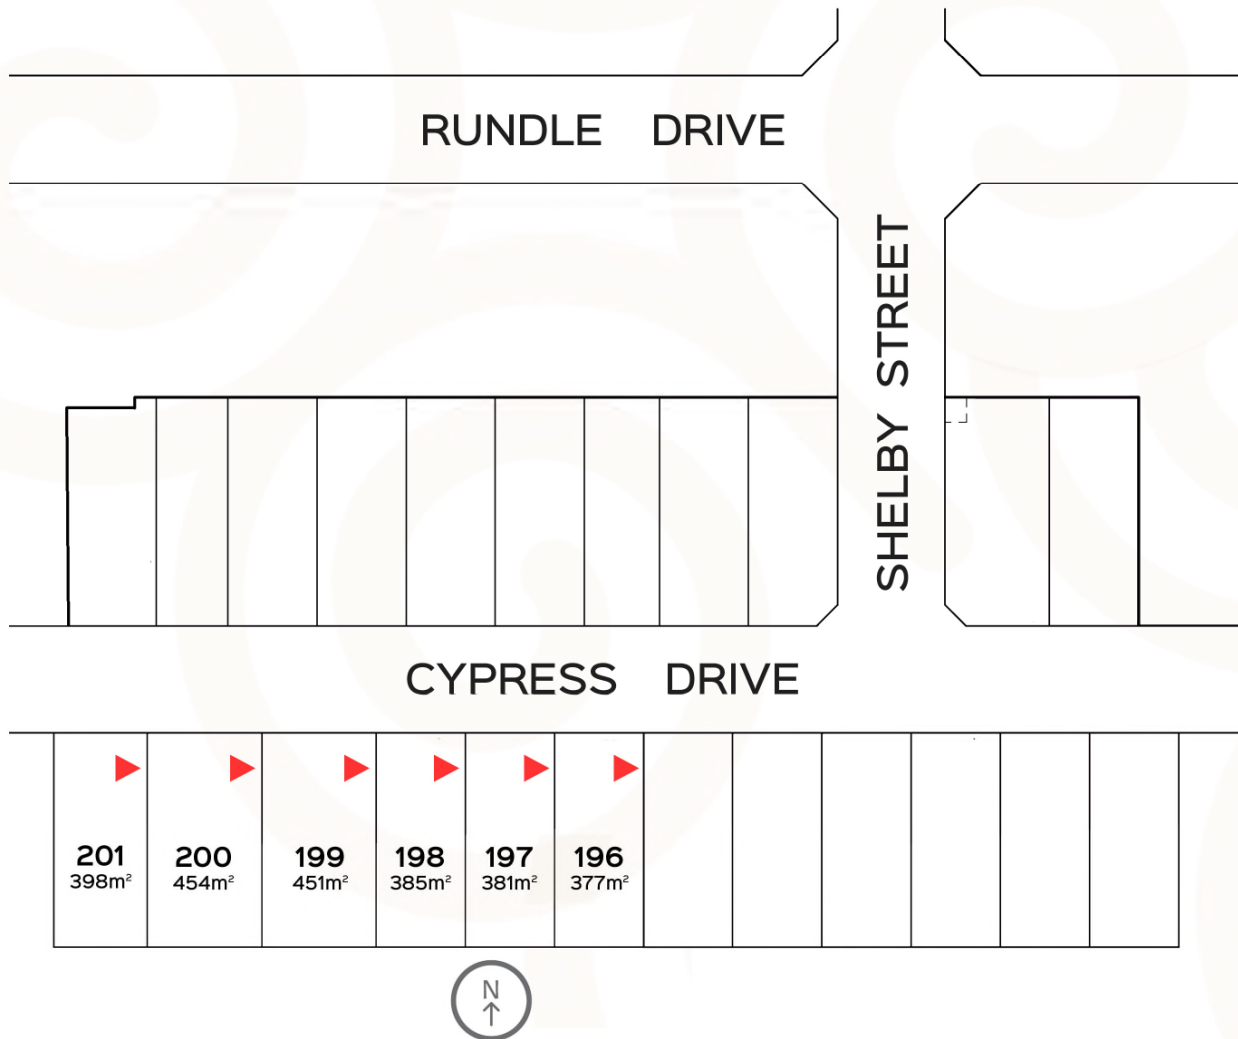 RUNDLE DRIVE
SHELBY STREET
CYPRESS DRIVE
201
398m²
200
454m²
199
451m²
198
385m²
197
381m²
196
377m²
N